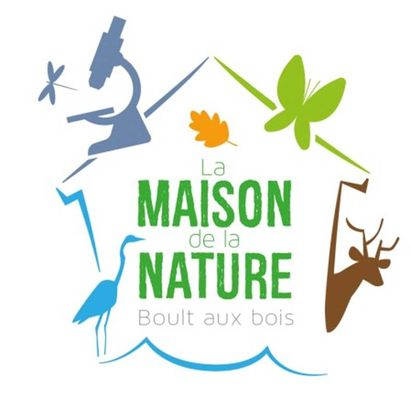 La
MAISON
de la
NATURE
Boult aux bois